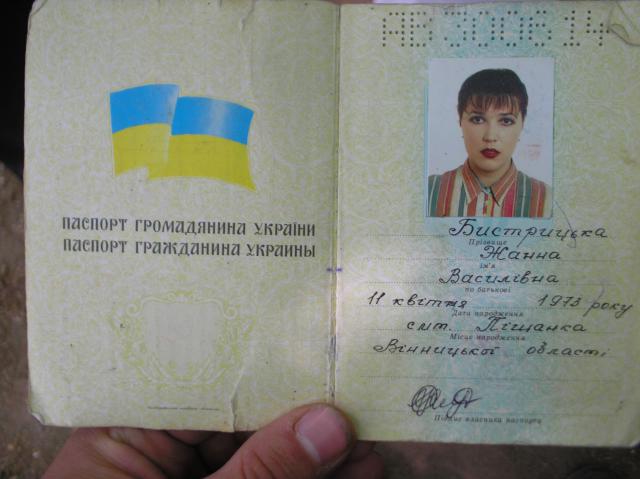 ПАСПОРТ ГРОМАДЯНИНА УКРАЇНИ
ПАСПОРТ ГРАЖДАНИНА УКРАИНЫ
АВ 300614
Бистрицька
Прізвище
Жанна
ім'я
Василівна
по батькові
11 квітня 1973 року
Дата народження
смт. Піщанка
Місце народження
Вінницької області
Підпис власника паспорта